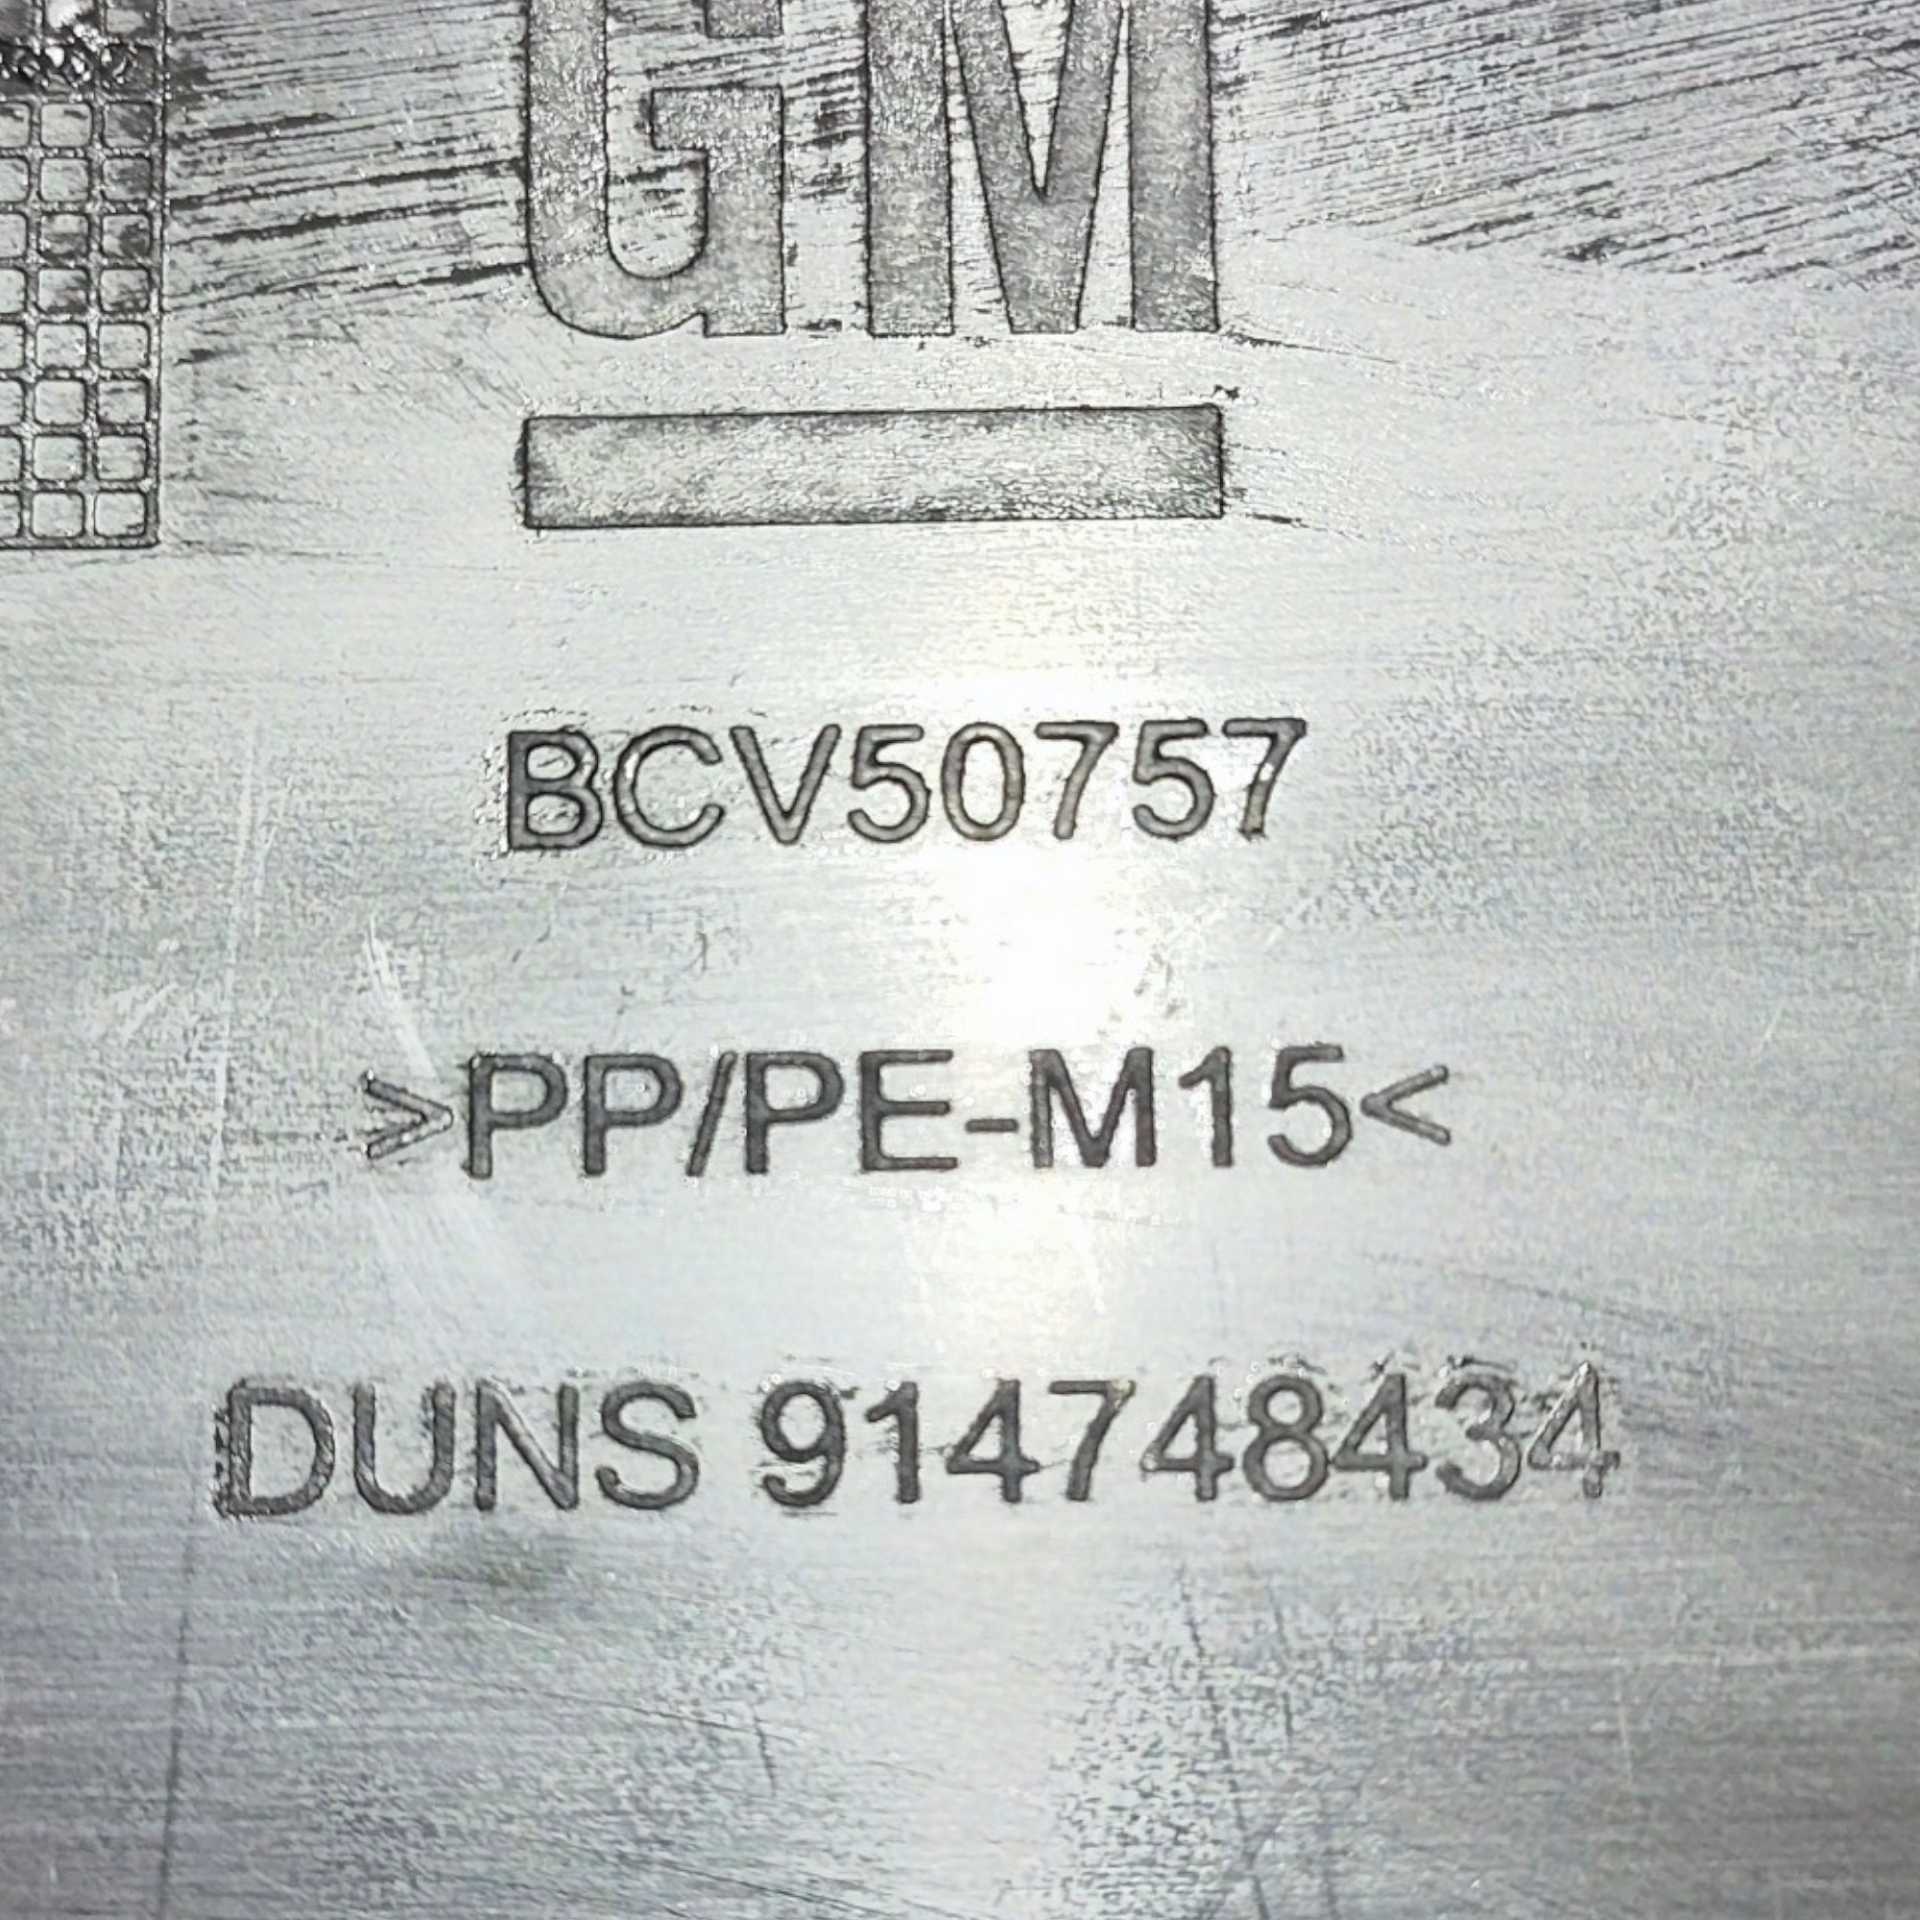 GM
BCV50757
>PP/PE-M15<
DUNS 914748434